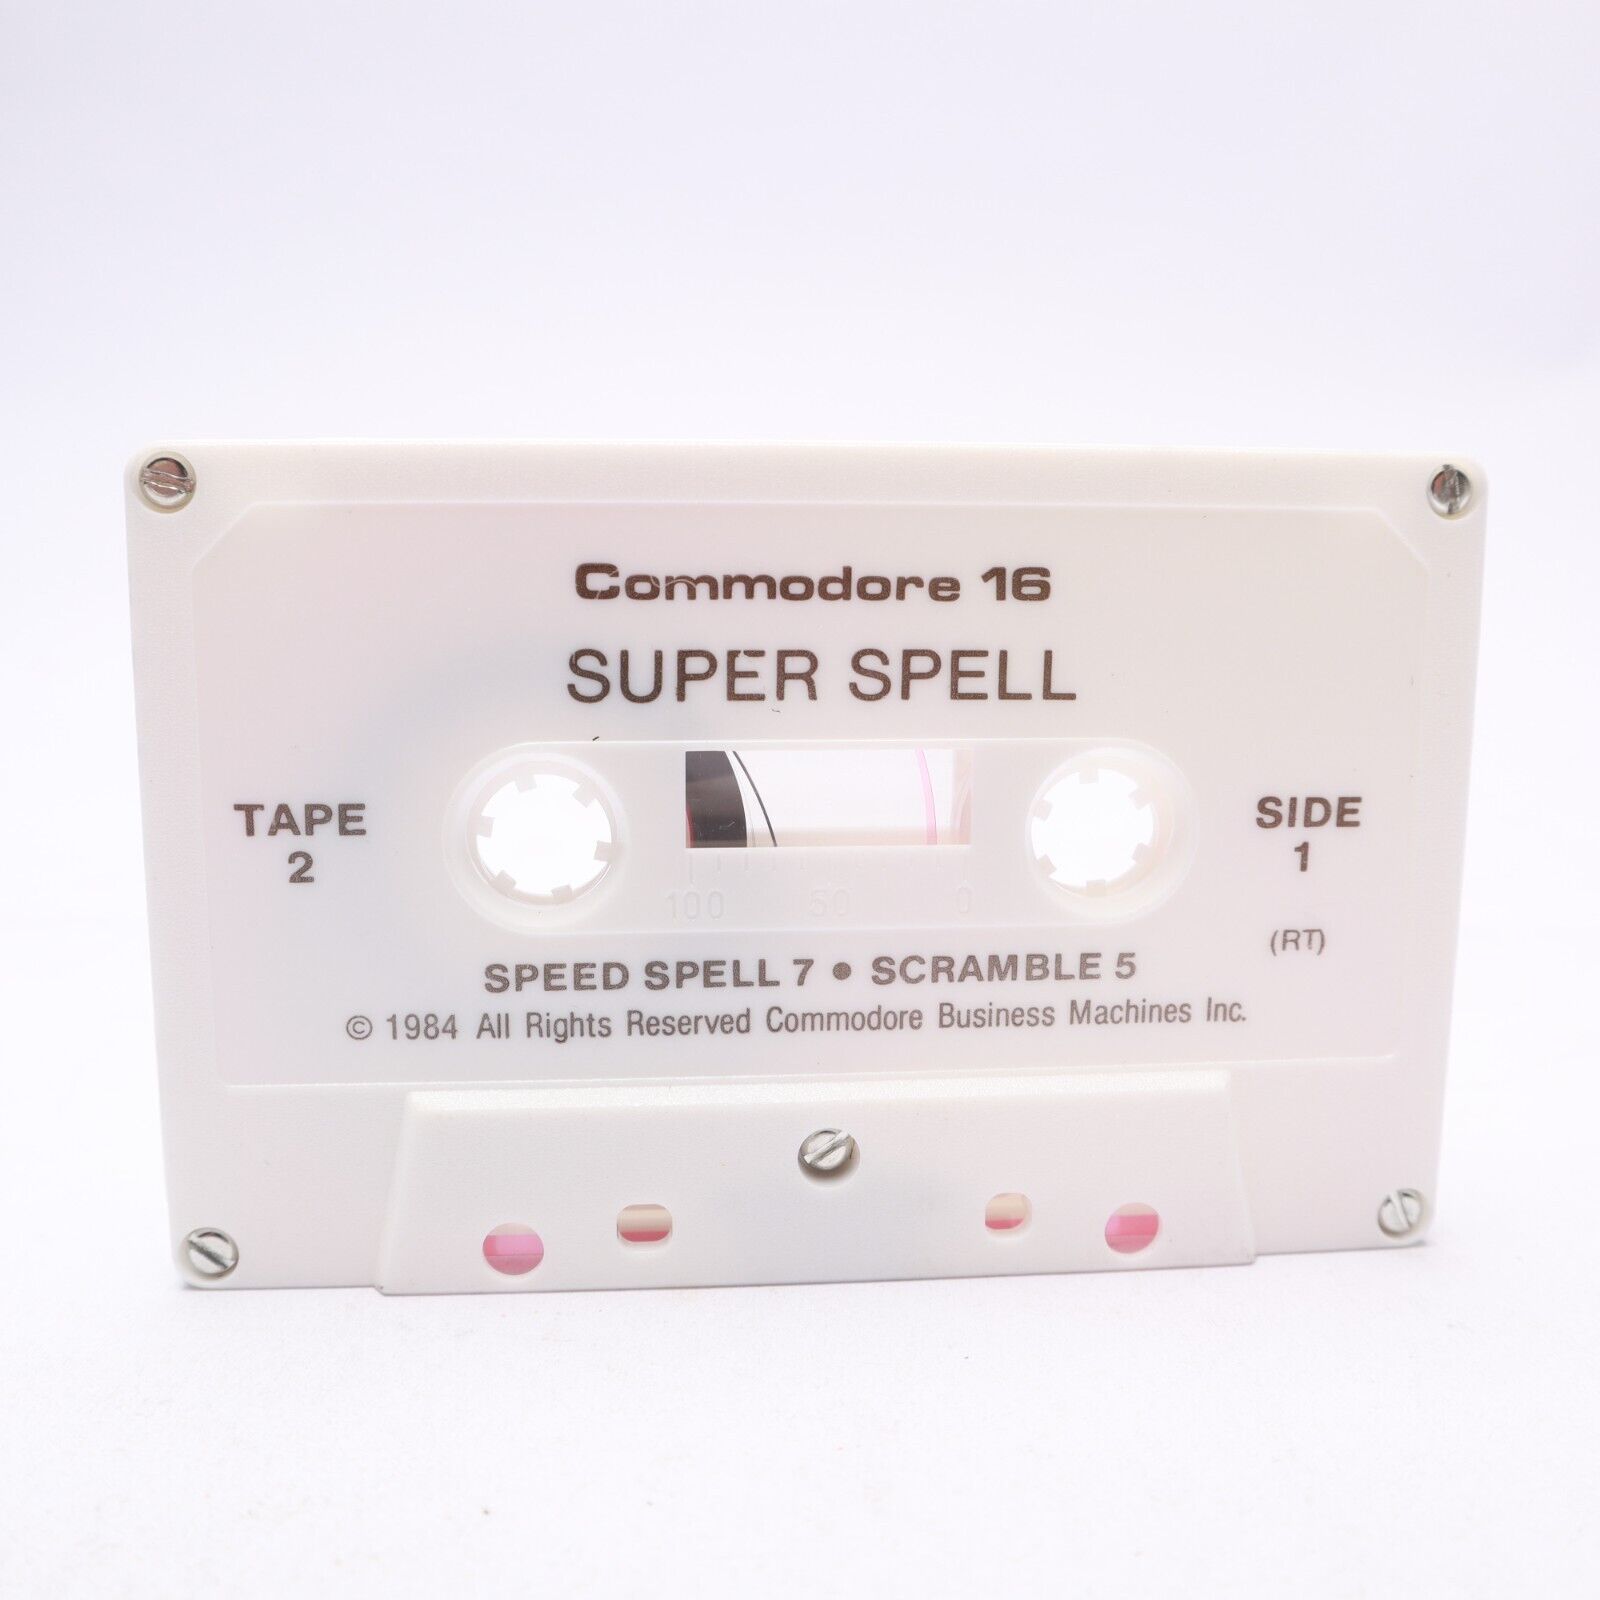 Commodore 16
SUPER SPELL
TAPE
2
SIDE
1
(RT)
100 50 0
SPEED SPELL 7 • SCRAMBLE 5
© 1984 All Rights Reserved Commodore Business Machines Inc.